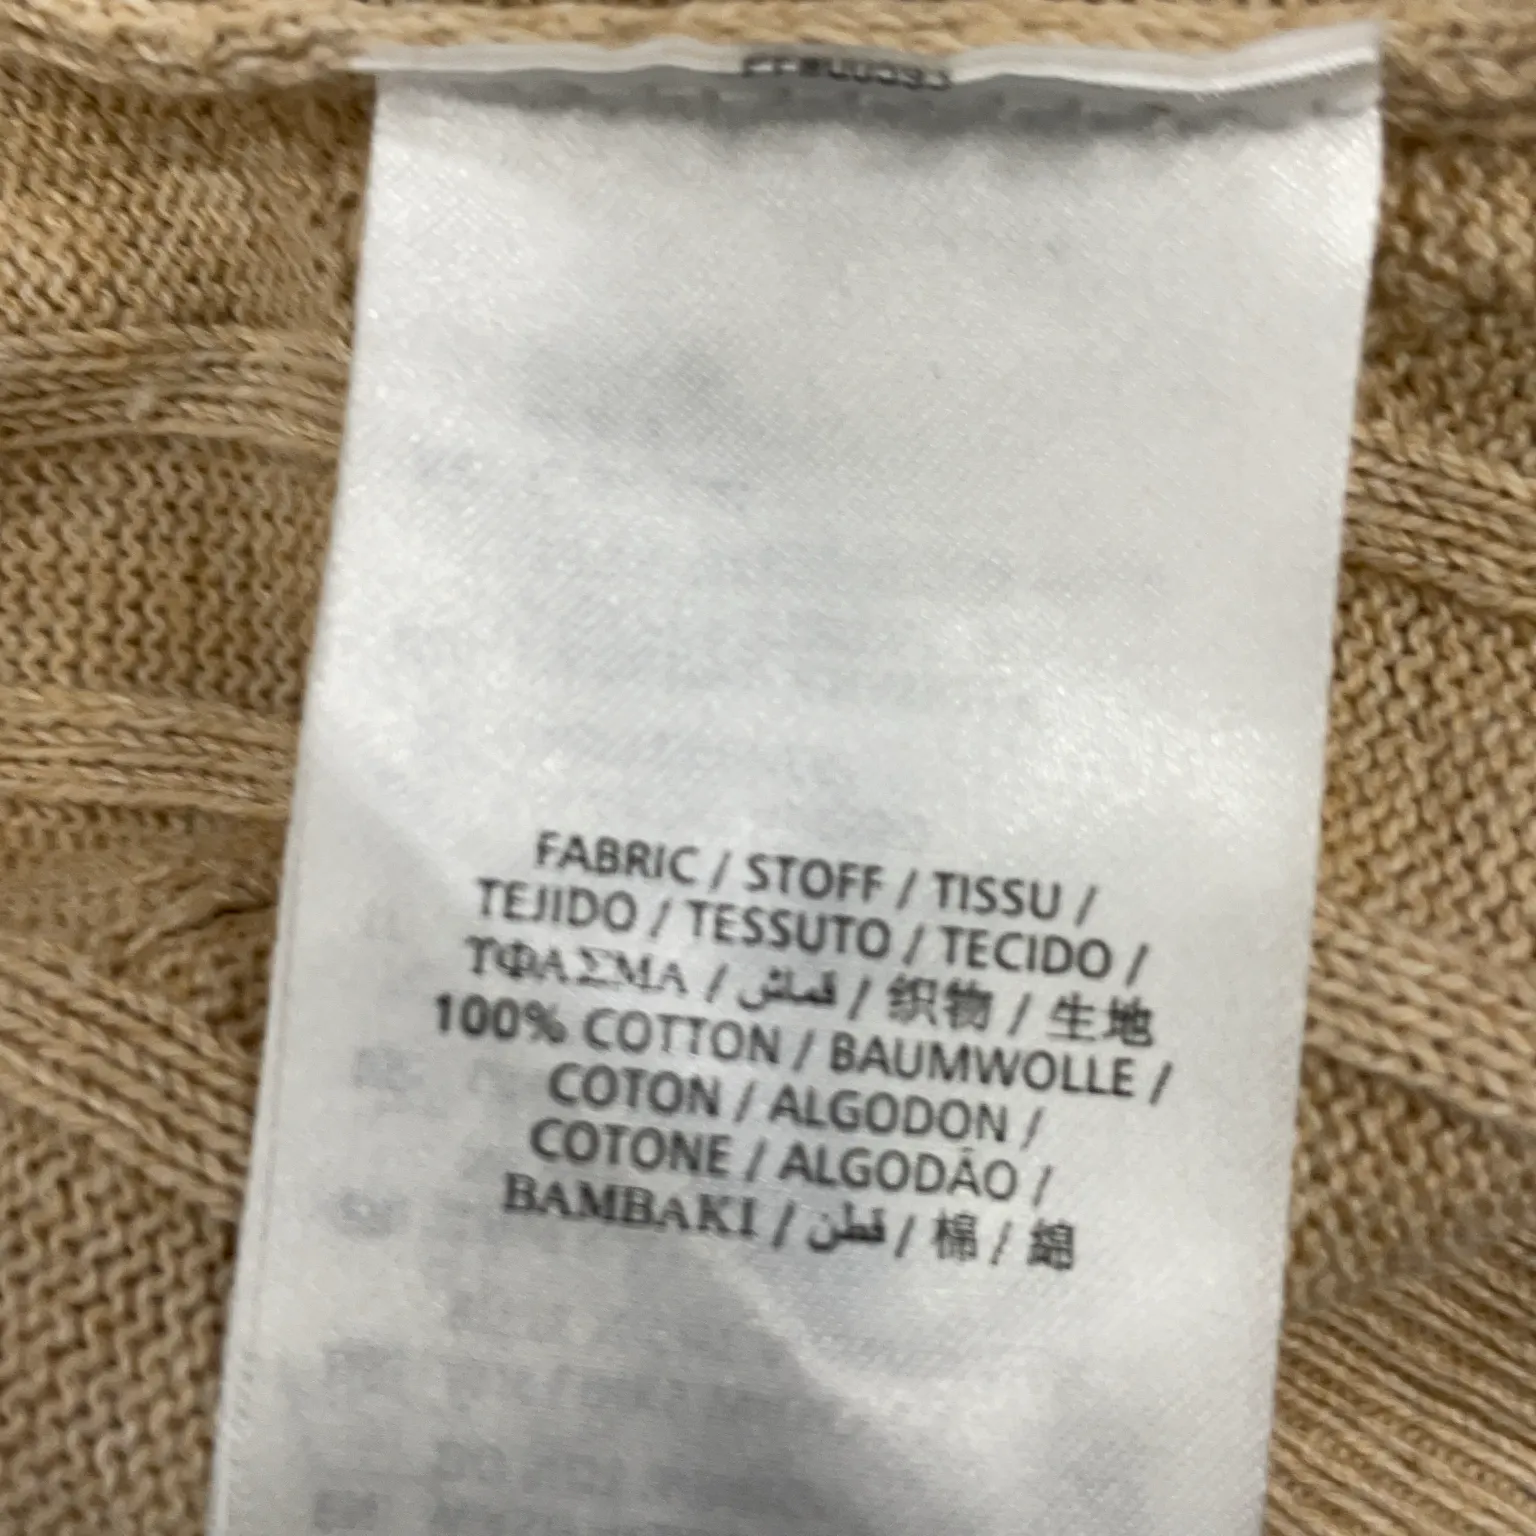 FABRIC / STOFF / TISSU /
TEJIDO / TESSUTO / TECIDO /
ΥΦΑΣΜΑ / قماش / 织物 / 生地
100% COTTON / BAUMWOLLE /
COTON / ALGODON /
COTONE / ALGODÃO /
BAMBAKI / قطن / 棉 / 綿